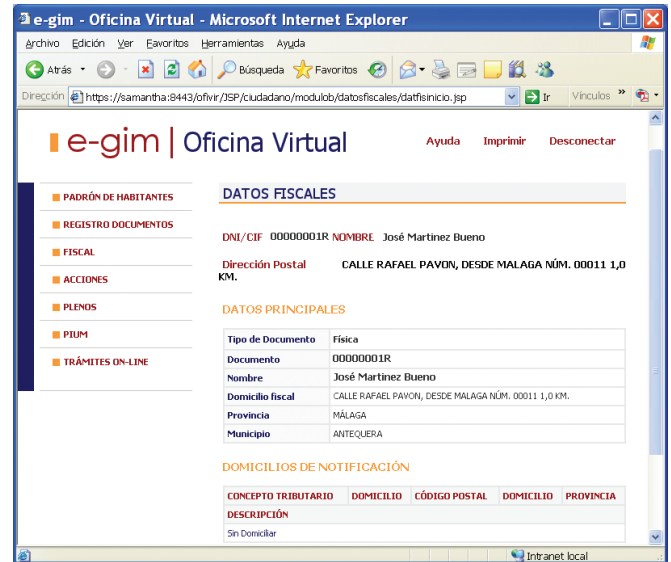 e-gim - Oficina Virtual - Microsoft Internet Explorer
Archivo Edición Ver Favoritos Herramientas Ayuda
Atrás Búsqueda Favoritos
Dirección https://samantha:8443/ofivir/JSP/ciudadano/modulob/datosfiscales/datfisinicio.jsp Ir Vínculos »
e-gim | Oficina Virtual
Ayuda Imprimir Desconectar
PADRÓN DE HABITANTES
REGISTRO DOCUMENTOS
FISCAL
ACCIONES
PLENOS
PIUM
TRÁMITES ON-LINE
DATOS FISCALES
DNI/CIF 00000001R NOMBRE José Martinez Bueno
Dirección Postal CALLE RAFAEL PAVON, DESDE MALAGA NÚM. 00011 1,0
KM.
DATOS PRINCIPALES
Tipo de Documento Física
Documento 00000001R
Nombre José Martinez Bueno
Domicilio fiscal CALLE RAFAEL PAVON, DESDE MALAGA NÚM. 00011 1,0 KM.
Provincia MÁLAGA
Municipio ANTEQUERA
DOMICILIOS DE NOTIFICACIÓN
CONCEPTO TRIBUTARIO DOMICILIO CÓDIGO POSTAL DOMICILIO PROVINCIA
DESCRIPCIÓN
Sin Domiciliar
Intranet local